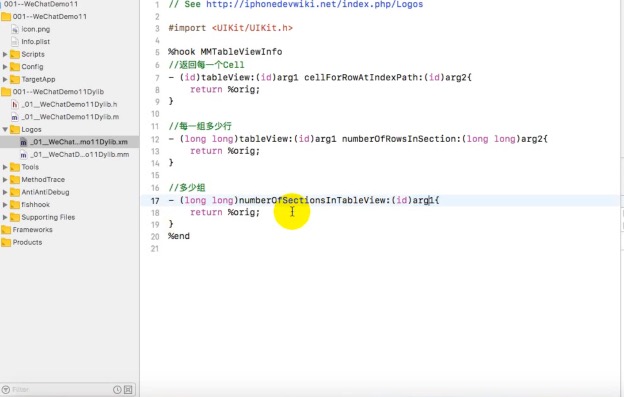 001--WeChatDemo11
001--WeChatDemo11
icon.png
Info.plist
Scripts
Config
TargetApp
001--WeChatDemo11Dylib
_01__WeChatDemo11Dylib.h
_01__WeChatDemo11Dylib.m
Logos
_01__WeChat...mo11Dylib.xm
_01__WeChatD...o11Dylib.mm
Tools
MethodTrace
AntiAntiDebug
fishhook
Supporting Files
Frameworks
Products
Filter
1 // See http://iphonedevwiki.net/index.php/Logos
2
3 #import <UIKit/UIKit.h>
4
5 %hook MMTableViewInfo
6 //返回每一个Cell
7 - (id)tableView:(id)arg1 cellForRowAtIndexPath:(id)arg2{
8 return %orig;
9 }
10
11 //每一组多少行
12 - (long long)tableView:(id)arg1 numberOfRowsInSection:(long long)arg2{
13 return %orig;
14 }
15
16 //多少组
17 - (long long)numberOfSectionsInTableView:(id)arg1{
18 return %orig;
19 }
20 %end
21